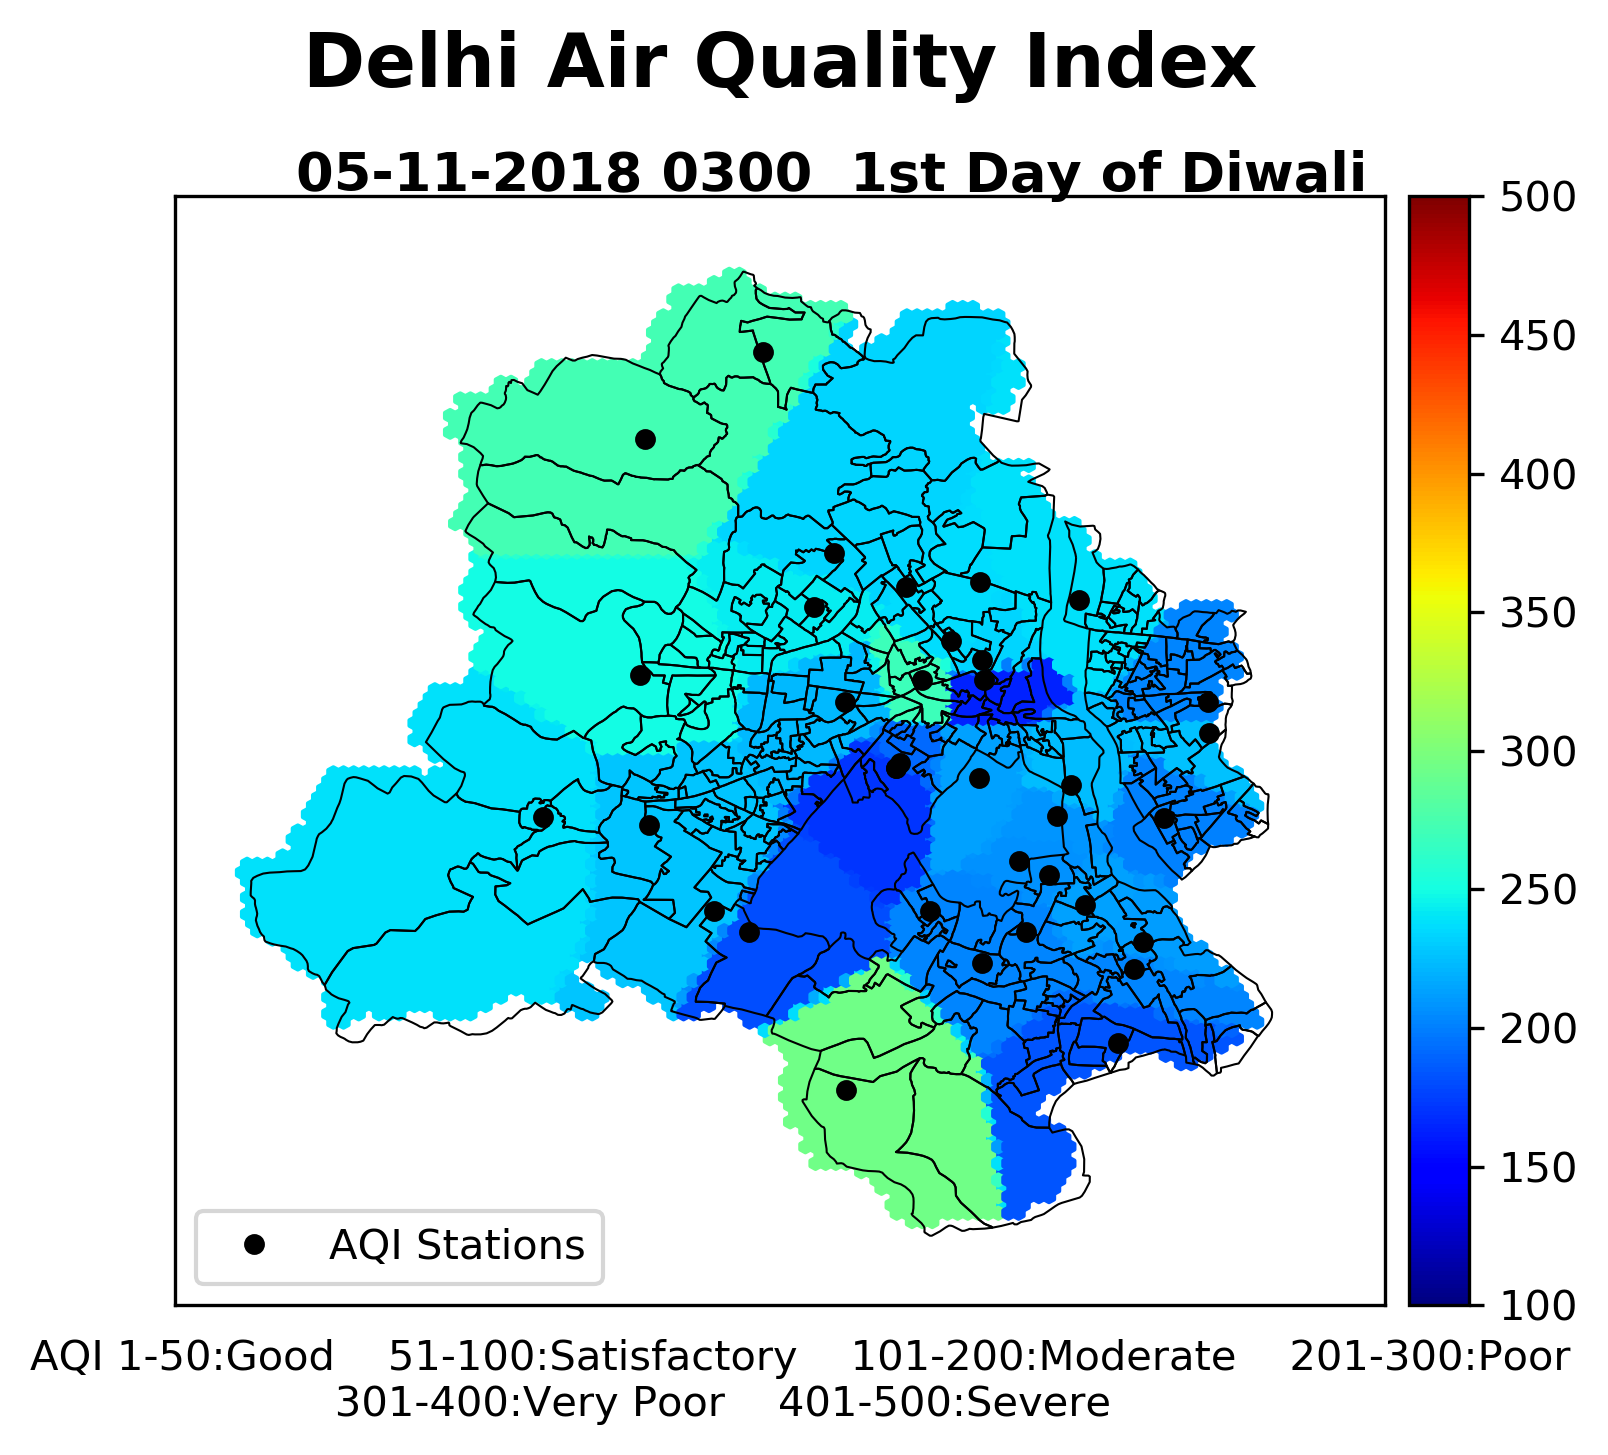 Delhi Air Quality Index
05-11-2018 0300  1st Day of Diwali
500
450
400
350
300
250
200
150
100
AQI Stations
AQI 1-50:Good    51-100:Satisfactory    101-200:Moderate    201-300:Poor
301-400:Very Poor    401-500:Severe